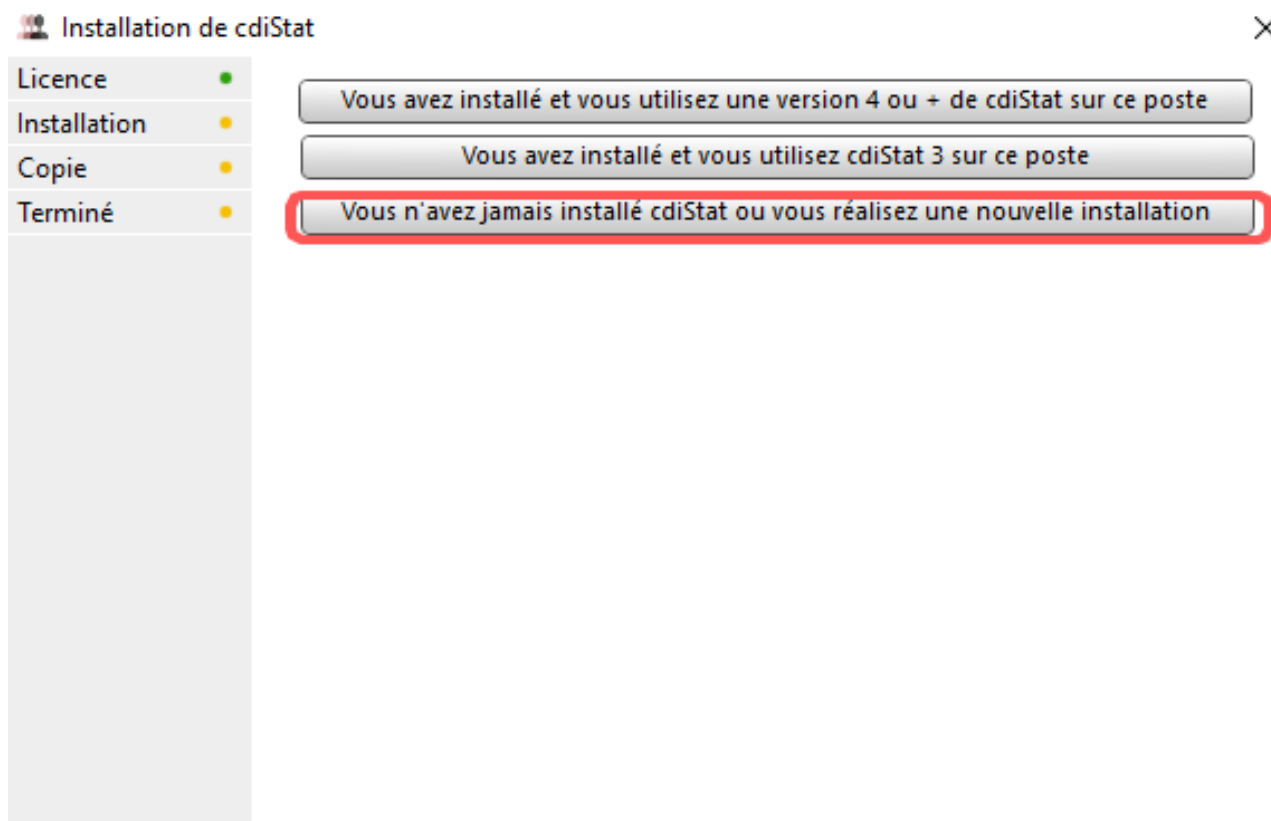 Installation de cdiStat
Licence
Installation
Copie
Terminé
Vous avez installé et vous utilisez une version 4 ou + de cdiStat sur ce poste
Vous avez installé et vous utilisez cdiStat 3 sur ce poste
Vous n'avez jamais installé cdiStat ou vous réalisez une nouvelle installation